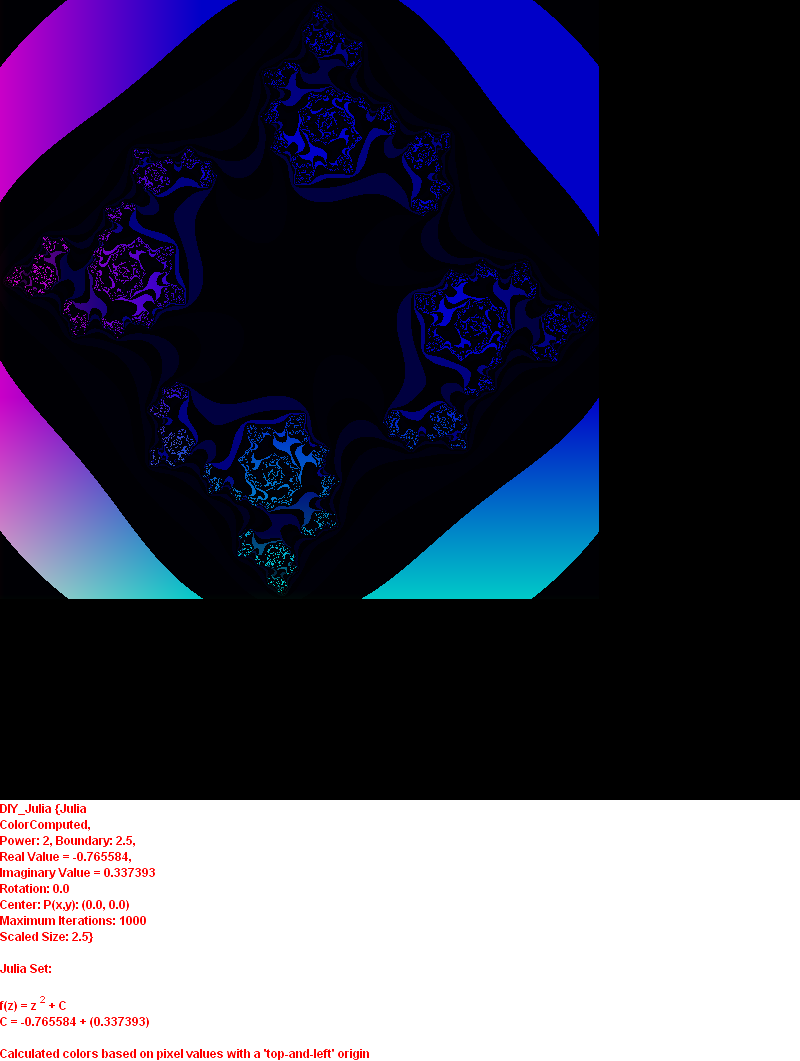 DIY_Julia {Julia
ColorComputed,
Power: 2, Boundary: 2.5,
Real Value = -0.765584,
Imaginary Value = 0.337393
Rotation: 0.0
Center: P(x,y): (0.0, 0.0)
Maximum Iterations: 1000
Scaled Size: 2.5}
Julia Set:
f(z) = z 2 + C
C = -0.765584 + (0.337393)
Calculated colors based on pixel values with a 'top-and-left' origin